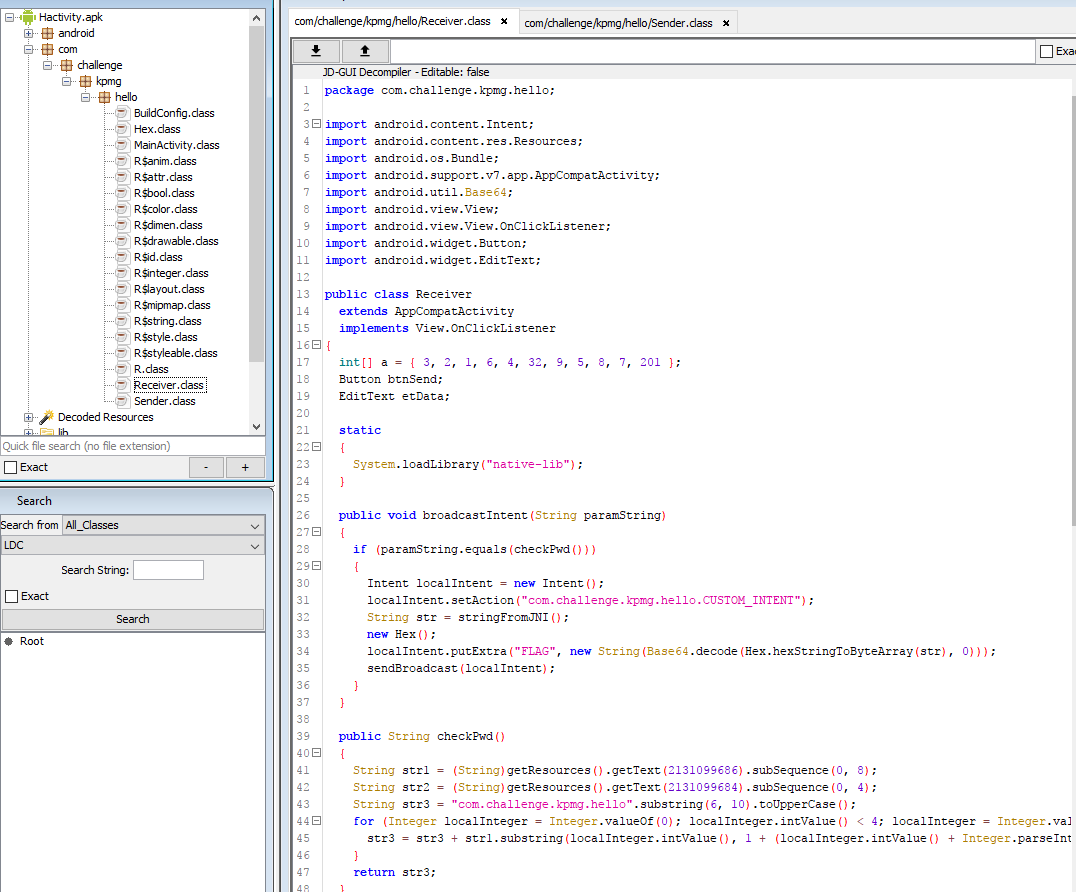 Hactivity.apk
android
com
challenge
kpmg
hello
BuildConfig.class
Hex.class
MainActivity.class
R$anim.class
R$attr.class
R$bool.class
R$color.class
R$dimen.class
R$drawable.class
R$id.class
R$integer.class
R$layout.class
R$mipmap.class
R$string.class
R$style.class
R$styleable.class
R.class
Receiver.class
Sender.class
Decoded Resources
lib
Quick file search (no file extension)
Exact
-
+
Search
Search from All_Classes
LDC
Search String:
Exact
Search
Root
com/challenge/kpmg/hello/Receiver.class × com/challenge/kpmg/hello/Sender.class ×
Exac
JD-GUI Decompiler - Editable: false
1 package com.challenge.kpmg.hello;
2
3 import android.content.Intent;
4 import android.content.res.Resources;
5 import android.os.Bundle;
6 import android.support.v7.app.AppCompatActivity;
7 import android.util.Base64;
8 import android.view.View;
9 import android.view.View.OnClickListener;
10 import android.widget.Button;
11 import android.widget.EditText;
12
13 public class Receiver
14 extends AppCompatActivity
15 implements View.OnClickListener
16 {
17 int[] a = { 3, 2, 1, 6, 4, 32, 9, 5, 8, 7, 201 };
18 Button btnSend;
19 EditText etData;
20
21 static
22 {
23 System.loadLibrary("native-lib");
24 }
25
26 public void broadcastIntent(String paramString)
27 {
28 if (paramString.equals(checkPwd()))
29 {
30 Intent localIntent = new Intent();
31 localIntent.setAction("com.challenge.kpmg.hello.CUSTOM_INTENT");
32 String str = stringFromJNI();
33 new Hex();
34 localIntent.putExtra("FLAG", new String(Base64.decode(Hex.hexStringToByteArray(str), 0)));
35 sendBroadcast(localIntent);
36 }
37 }
38
39 public String checkPwd()
40 {
41 String str1 = (String)getResources().getText(2131099686).subSequence(0, 8);
42 String str2 = (String)getResources().getText(2131099684).subSequence(0, 4);
43 String str3 = "com.challenge.kpmg.hello".substring(6, 10).toUpperCase();
44 for (Integer localInteger = Integer.valueOf(0); localInteger.intValue() < 4; localInteger = Integer.val
45 str3 = str3 + str1.substring(localInteger.intValue(), 1 + (localInteger.intValue() + Integer.parseInt
46 }
47 return str3;
48 }